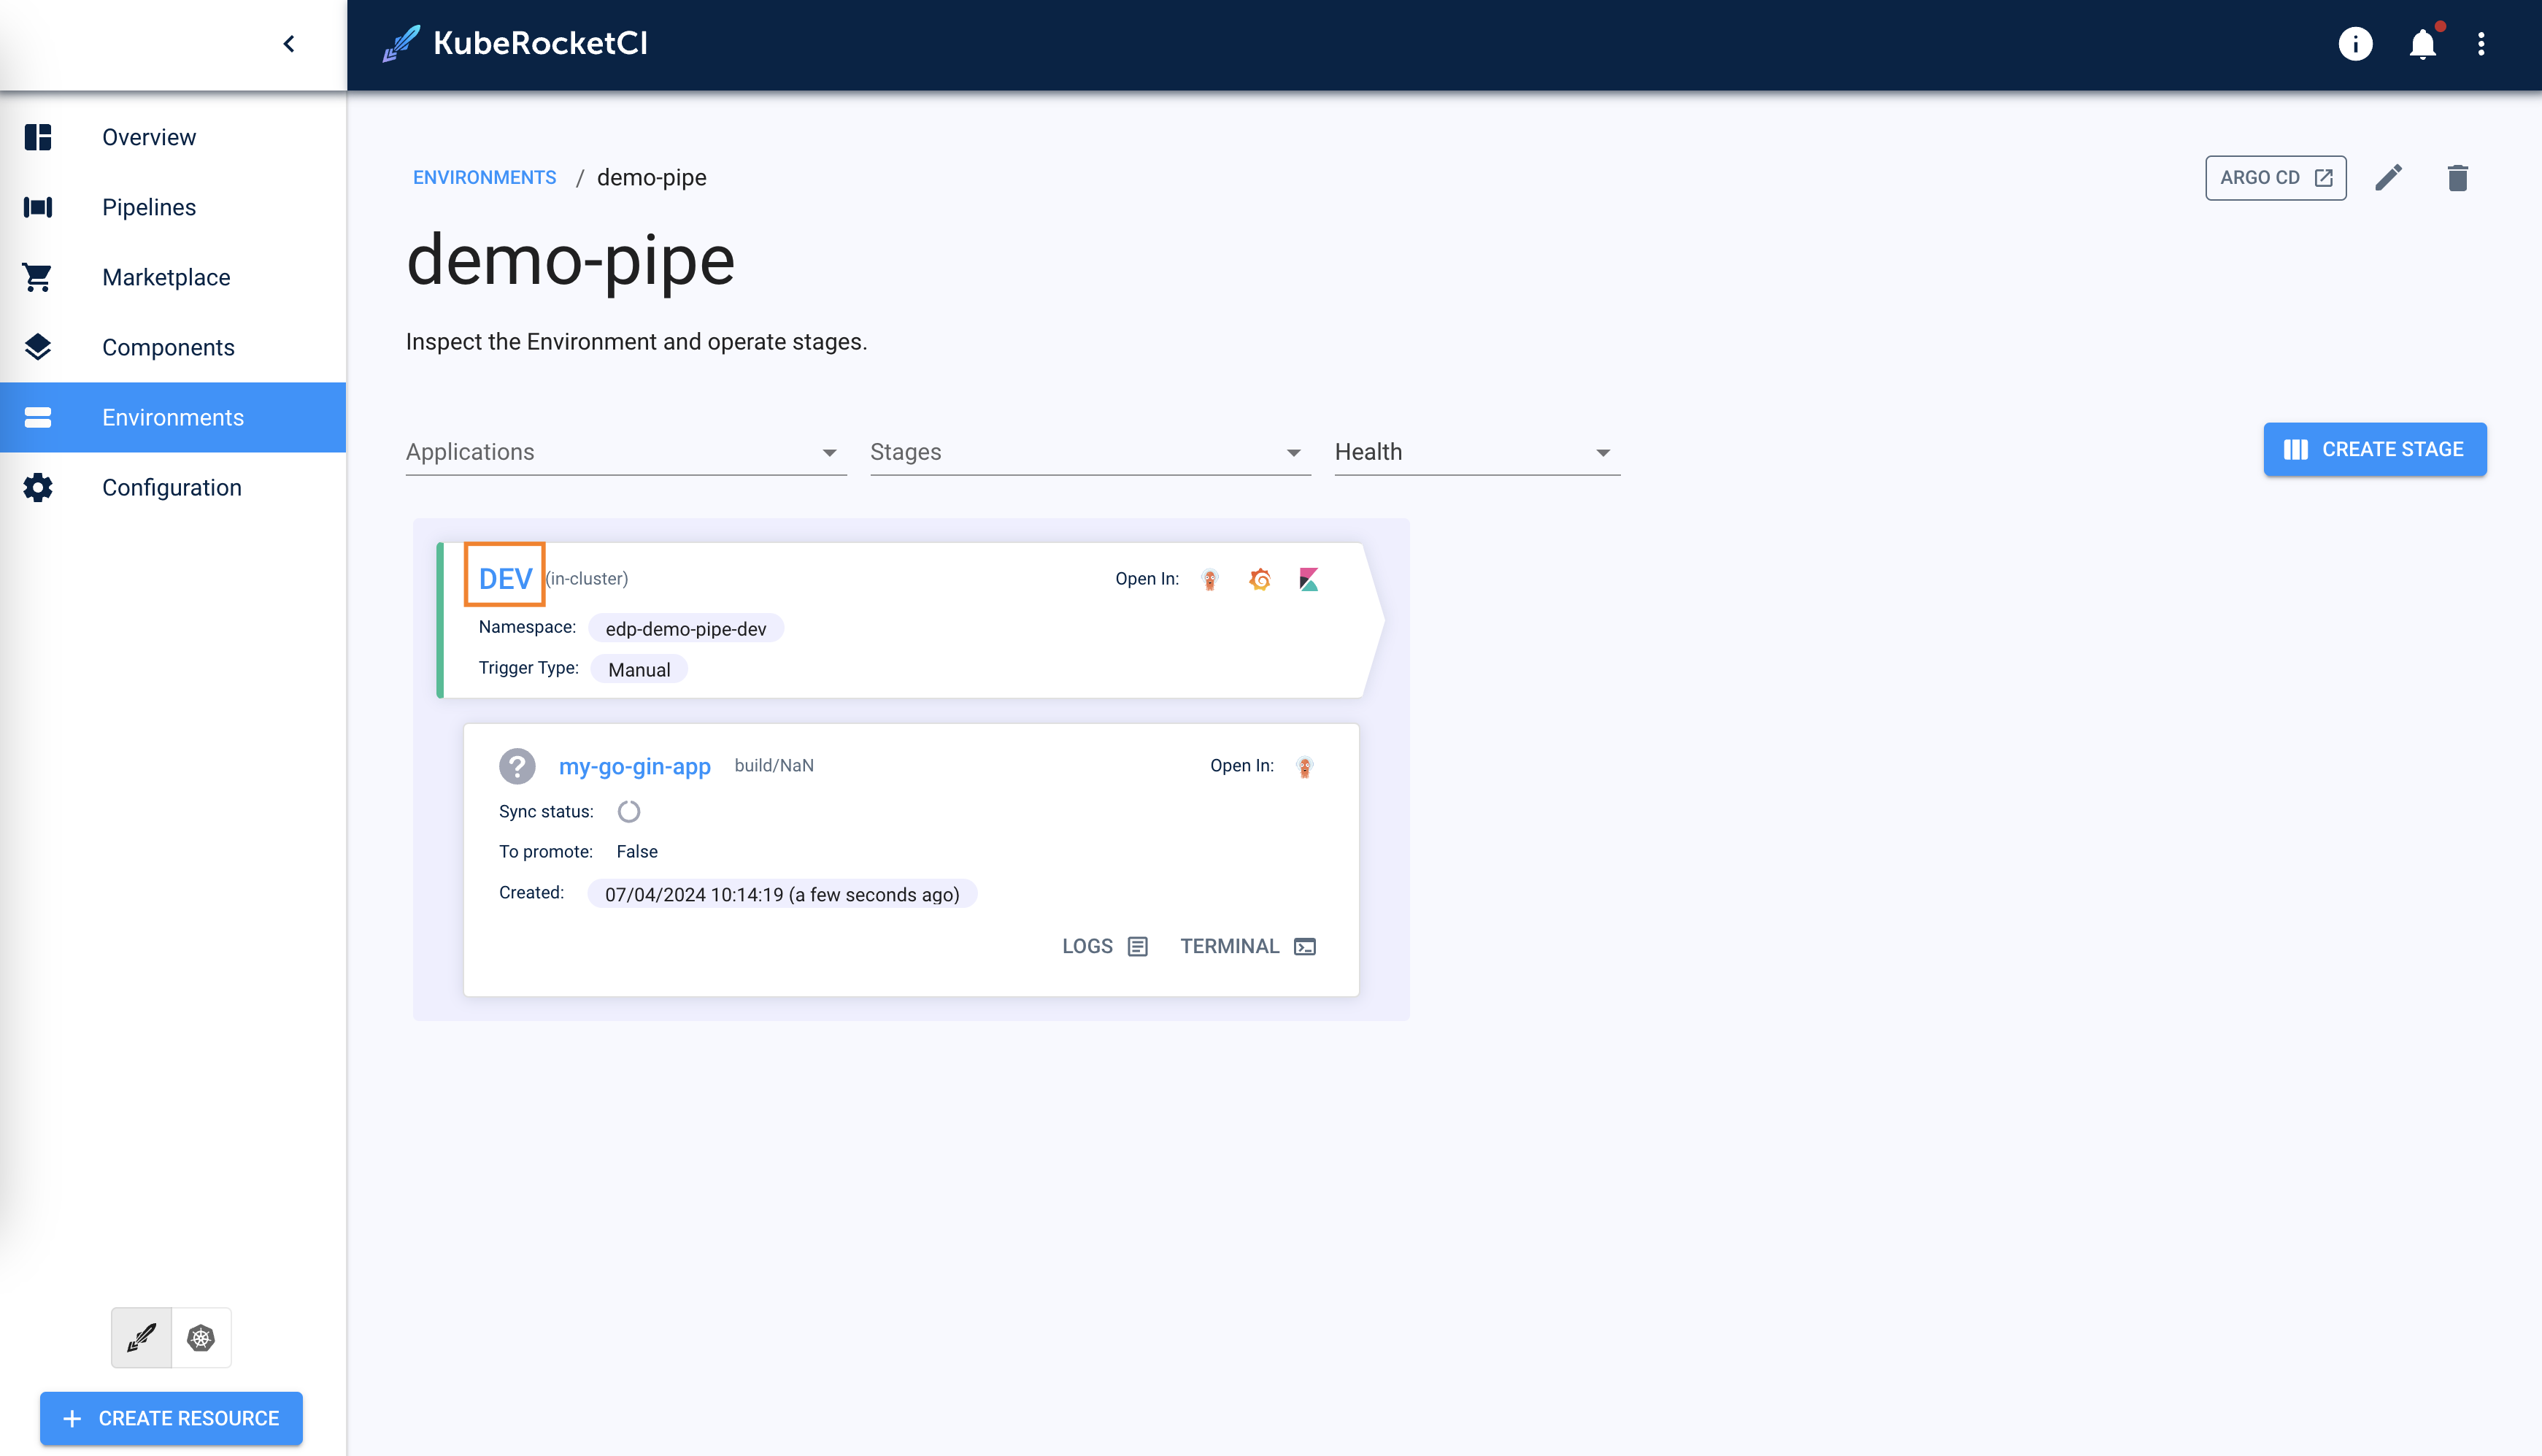 KubeRocketCI
Overview
Pipelines
Marketplace
Components
Environments
Configuration
CREATE RESOURCE
ENVIRONMENTS / demo-pipe
ARGO CD
demo-pipe
Inspect the Environment and operate stages.
Applications
Stages
Health
CREATE STAGE
DEV (in-cluster)
Open In:
Namespace: edp-demo-pipe-dev
Trigger Type: Manual
my-go-gin-app build/NaN
Open In:
Sync status:
To promote: False
Created: 07/04/2024 10:14:19 (a few seconds ago)
LOGS
TERMINAL